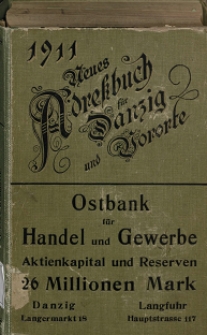 1911
Neues
Adreßbuch
für
Danzig
und Vororte
Ostbank
für
Handel und Gewerbe
Aktienkapital und Reserven
26 Millionen Mark
Danzig Langfuhr
Langermarkt 18 Hauptstrasse 117